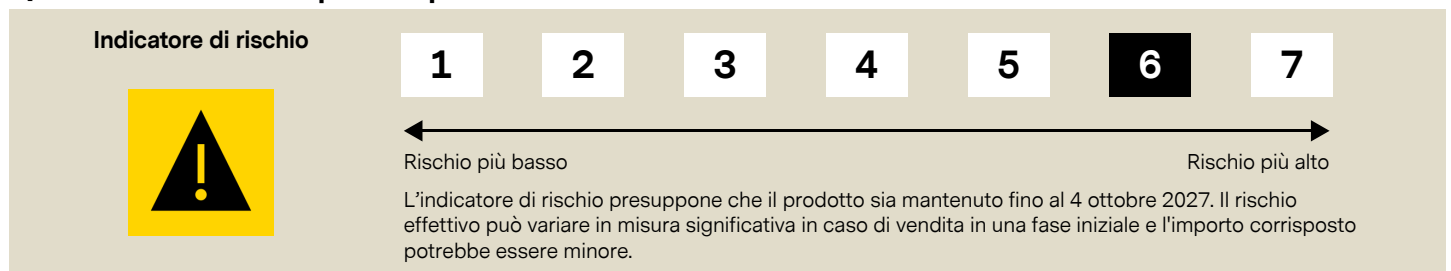 Indicatore di rischio
1 2 3 4 5 6 7
Rischio più basso Rischio più alto
L'indicatore di rischio presuppone che il prodotto sia mantenuto fino al 4 ottobre 2027. Il rischio
effettivo può variare in misura significativa in caso di vendita in una fase iniziale e l'importo corrisposto
potrebbe essere minore.